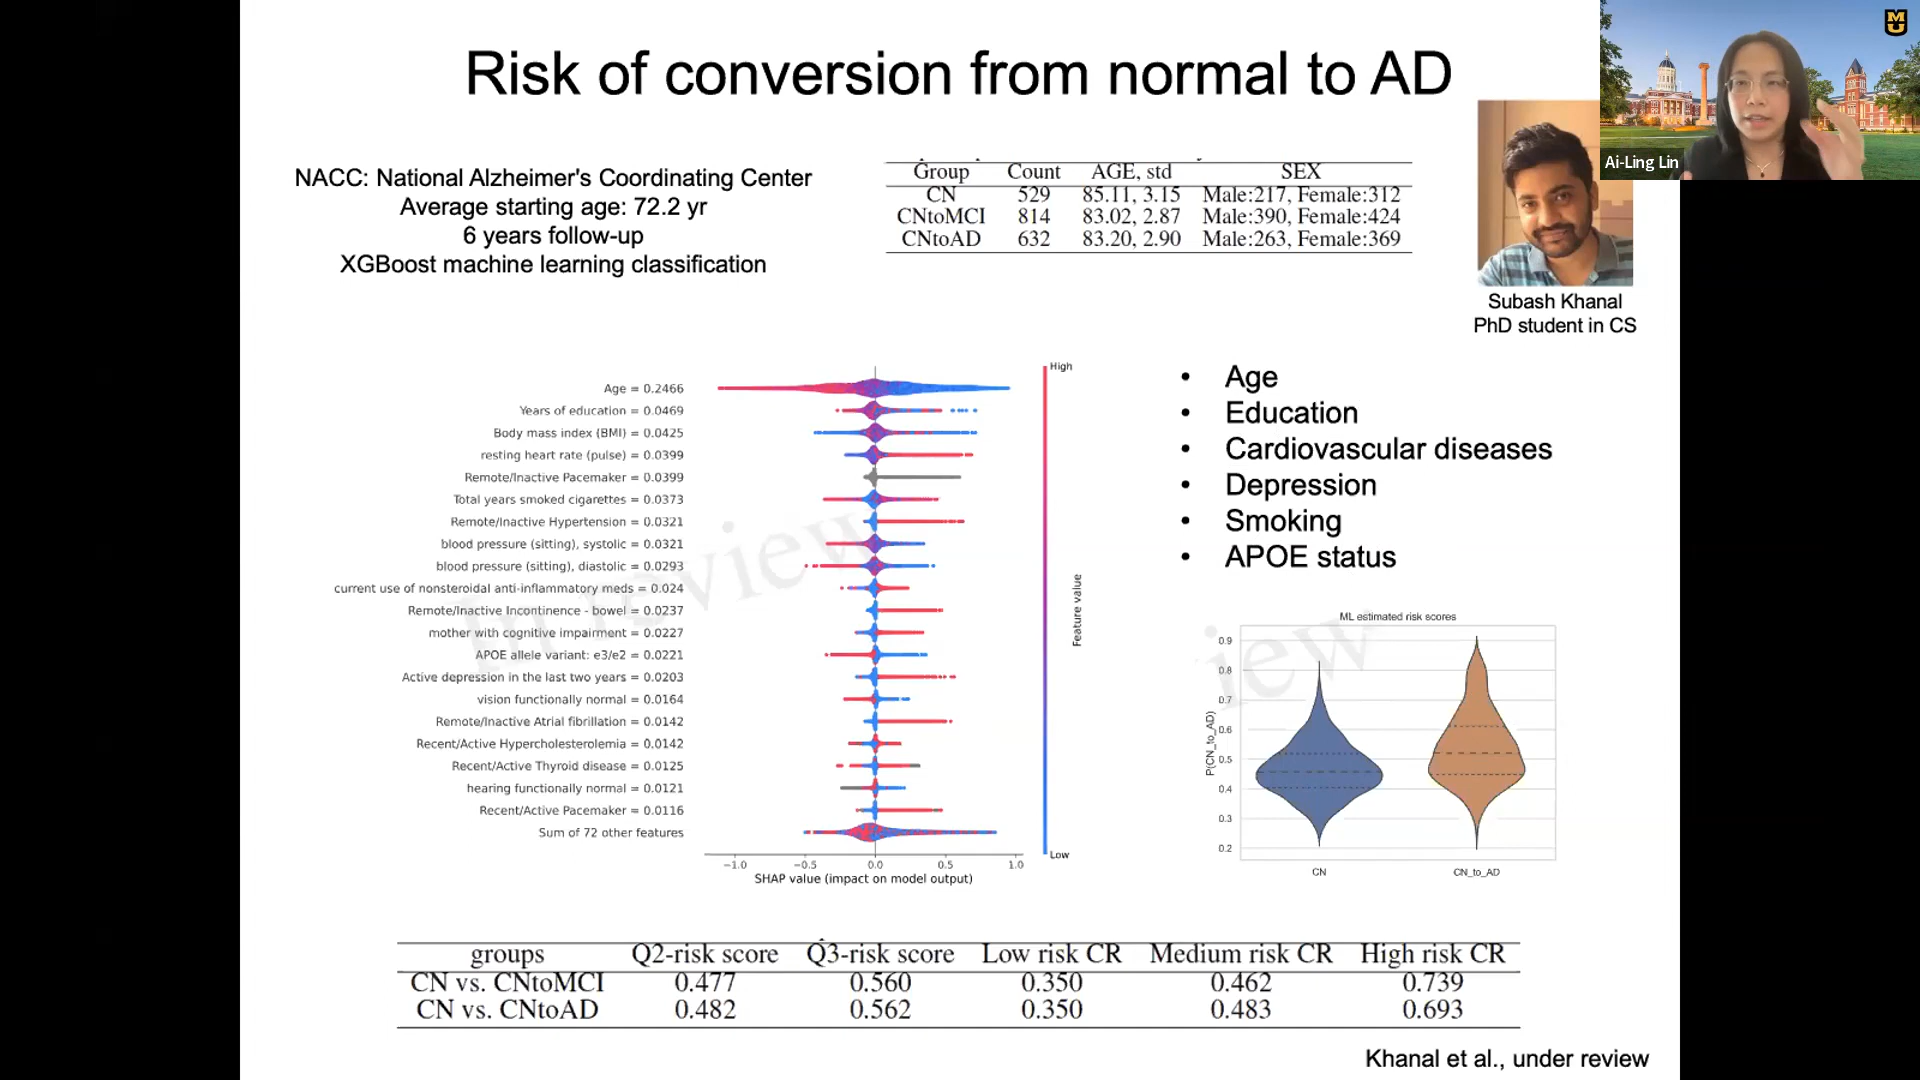 Risk of conversion from normal to AD
MU
Ai-Ling Lin
NACC: National Alzheimer's Coordinating Center
Average starting age: 72.2 yr
6 years follow-up
XGBoost machine learning classification
Group Count AGE, std SEX
CN 529 85.11, 3.15 Male:217, Female:312
CNtoMCI 814 83.02, 2.87 Male:390, Female:424
CNtoAD 632 83.20, 2.90 Male:263, Female:369
Subash Khanal
PhD student in CS
Age = 0.2466
Years of education = 0.0469
Body mass index (BMI) = 0.0425
resting heart rate (pulse) = 0.0399
Remote/Inactive Pacemaker = 0.0399
Total years smoked cigarettes = 0.0373
Remote/Inactive Hypertension = 0.0321
blood pressure (sitting), systolic = 0.0321
blood pressure (sitting), diastolic = 0.0293
current use of nonsteroidal anti-inflammatory meds = 0.024
Remote/Inactive Incontinence - bowel = 0.0237
mother with cognitive impairment = 0.0227
APOE allele variant: e3/e2 = 0.0221
Active depression in the last two years = 0.0203
vision functionally normal = 0.0164
Remote/Inactive Atrial fibrillation = 0.0142
Recent/Active Hypercholesterolemia = 0.0142
Recent/Active Thyroid disease = 0.0125
hearing functionally normal = 0.0121
Recent/Active Pacemaker = 0.0116
Sum of 72 other features
−1.0 −0.5 0.0 0.5 1.0
SHAP value (impact on model output)
High
Feature value
Low
In review
• Age
• Education
• Cardiovascular diseases
• Depression
• Smoking
• APOE status
ML estimated risk scores
0.9
0.8
0.7
0.6
0.5
0.4
0.3
0.2
P(CN_to_AD)
CN CN_to_AD
iew
groups Q2-risk score Q3-risk score Low risk CR Medium risk CR High risk CR
CN vs. CNtoMCI 0.477 0.560 0.350 0.462 0.739
CN vs. CNtoAD 0.482 0.562 0.350 0.483 0.693
Khanal et al., under review